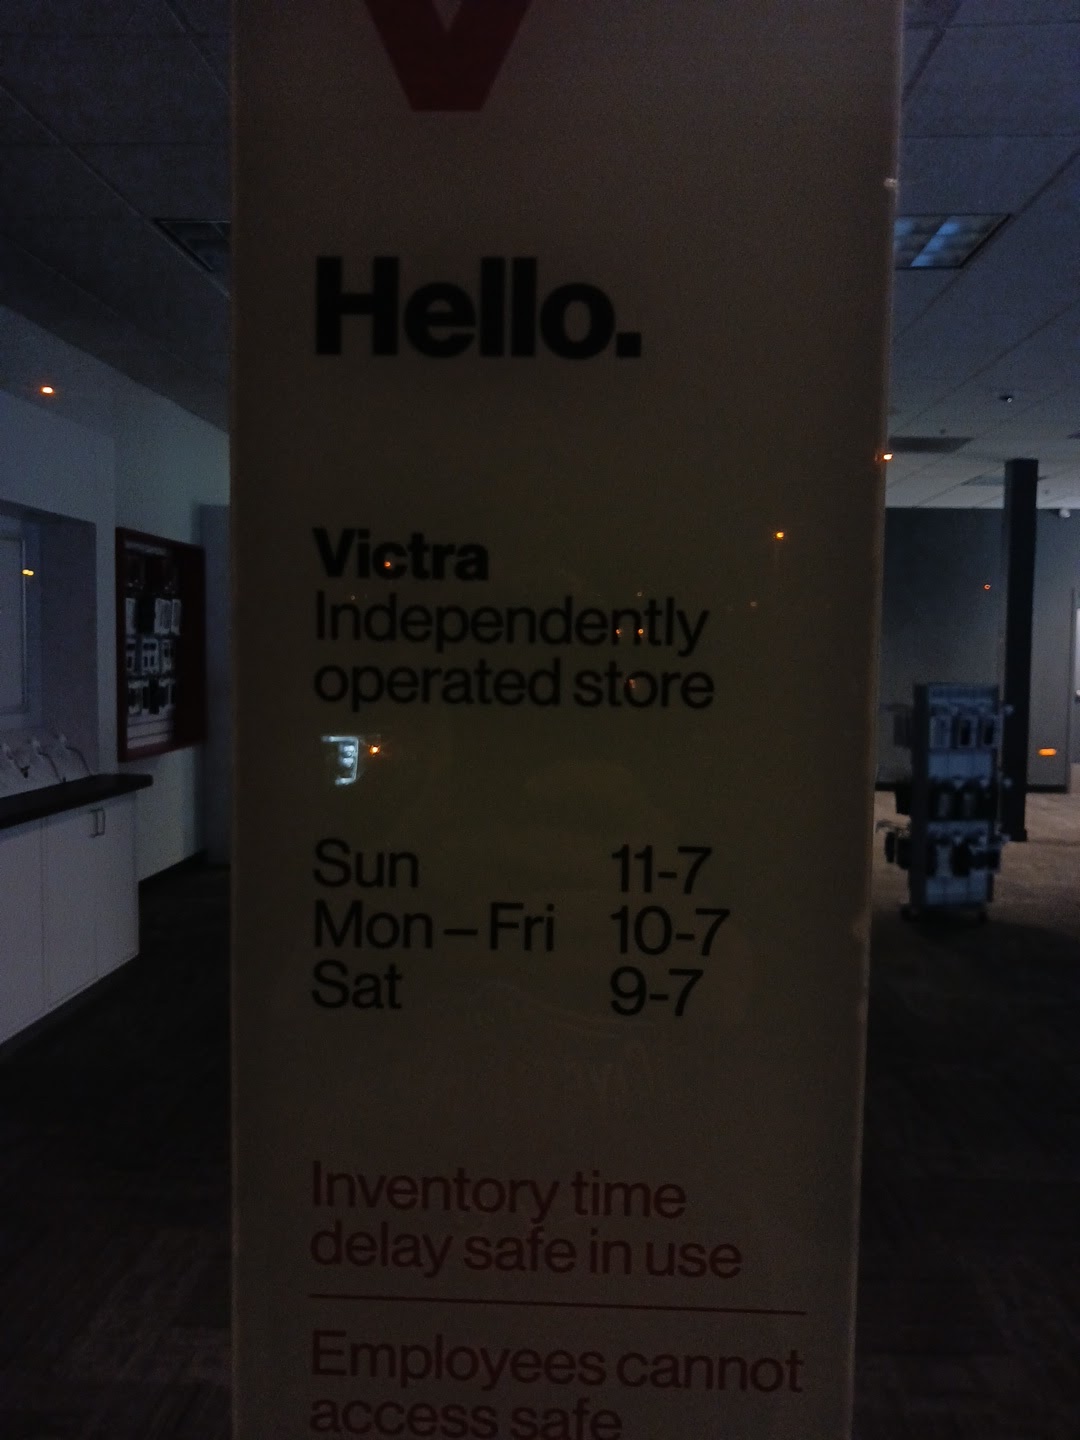 Hello.
Victra
Independently
operated store
Sun 11-7
Mon – Fri 10-7
Sat 9-7
Inventory time
delay safe in use
Employees cannot
access safe